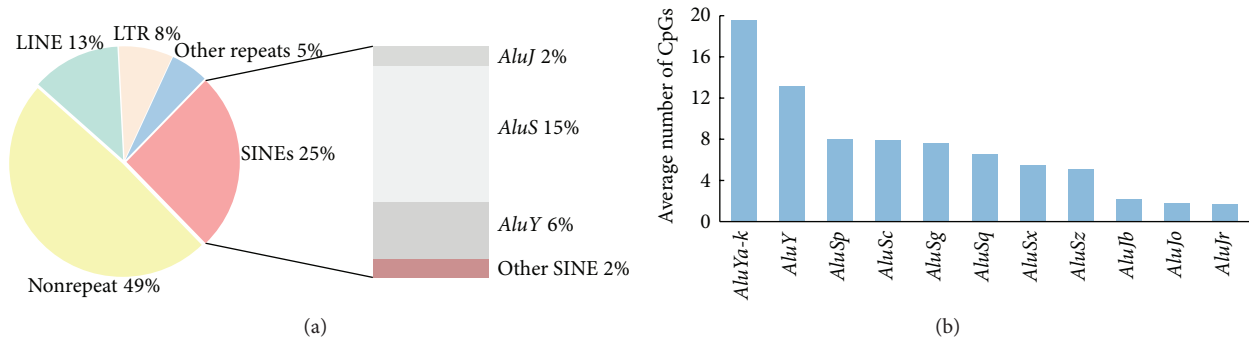 LINE 13%
LTR 8%
Other repeats 5%
SINEs 25%
Nonrepeat 49%
AluJ 2%
AluS 15%
AluY 6%
Other SINE 2%
(a)
Average number of CpGs
20
16
12
8
4
0
AluYa-k
AluY
AluSp
AluSc
AluSg
AluSq
AluSx
AluSz
AluJb
AluJo
AluJr
(b)